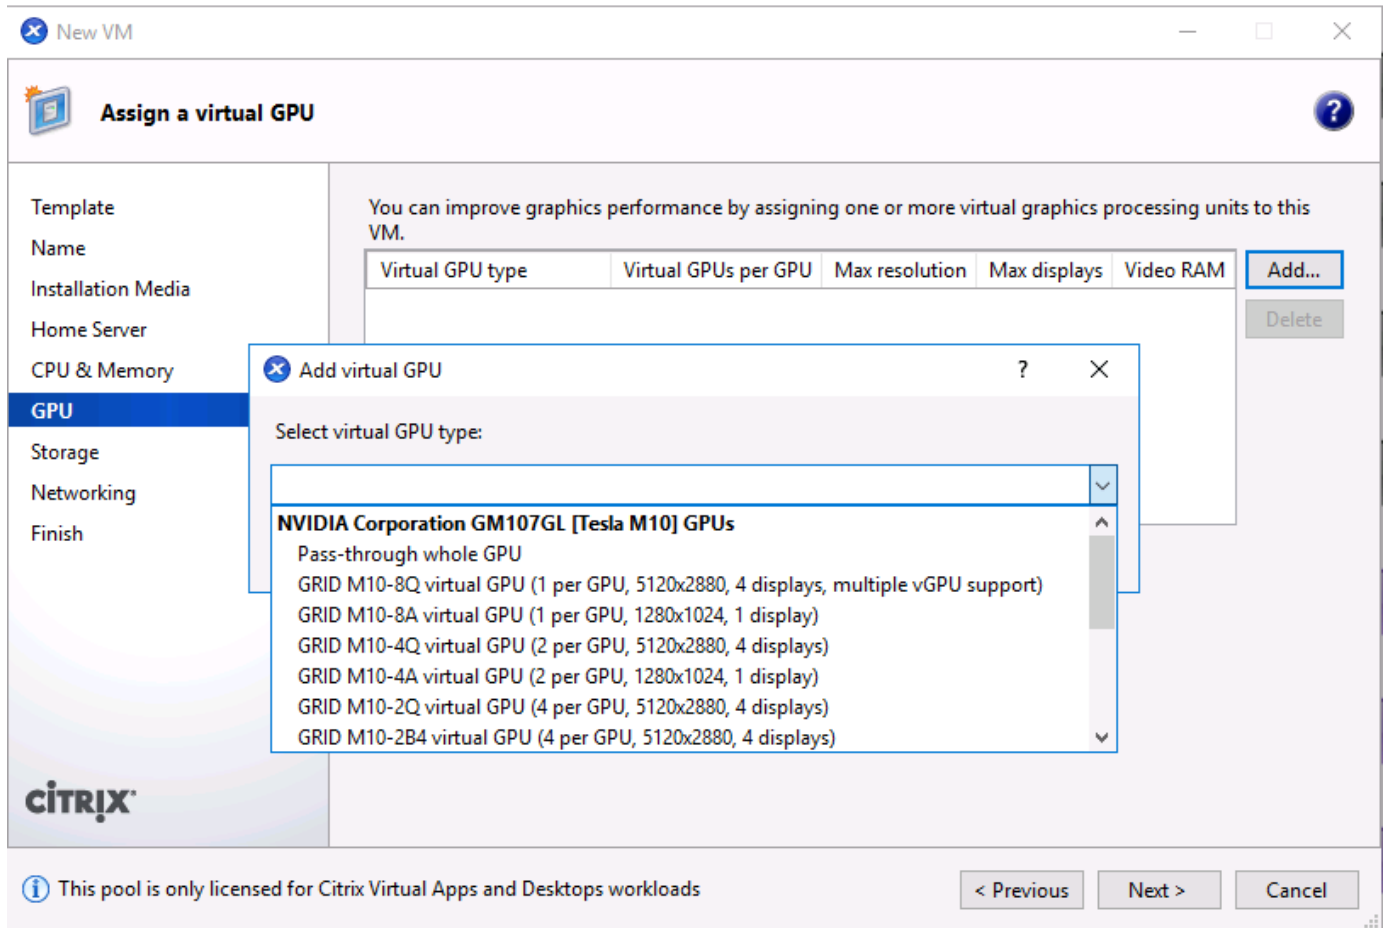 New VM
Assign a virtual GPU
?
Template
Name
Installation Media
Home Server
CPU & Memory
GPU
Storage
Networking
Finish
You can improve graphics performance by assigning one or more virtual graphics processing units to this
VM.
Virtual GPU type Virtual GPUs per GPU Max resolution Max displays Video RAM
Add...
Delete
Add virtual GPU ?
Select virtual GPU type:
NVIDIA Corporation GM107GL [Tesla M10] GPUs
Pass-through whole GPU
GRID M10-8Q virtual GPU (1 per GPU, 5120x2880, 4 displays, multiple vGPU support)
GRID M10-8A virtual GPU (1 per GPU, 1280x1024, 1 display)
GRID M10-4Q virtual GPU (2 per GPU, 5120x2880, 4 displays)
GRID M10-4A virtual GPU (2 per GPU, 1280x1024, 1 display)
GRID M10-2Q virtual GPU (4 per GPU, 5120x2880, 4 displays)
GRID M10-2B4 virtual GPU (4 per GPU, 5120x2880, 4 displays)
CİTRIX
This pool is only licensed for Citrix Virtual Apps and Desktops workloads
< Previous Next > Cancel